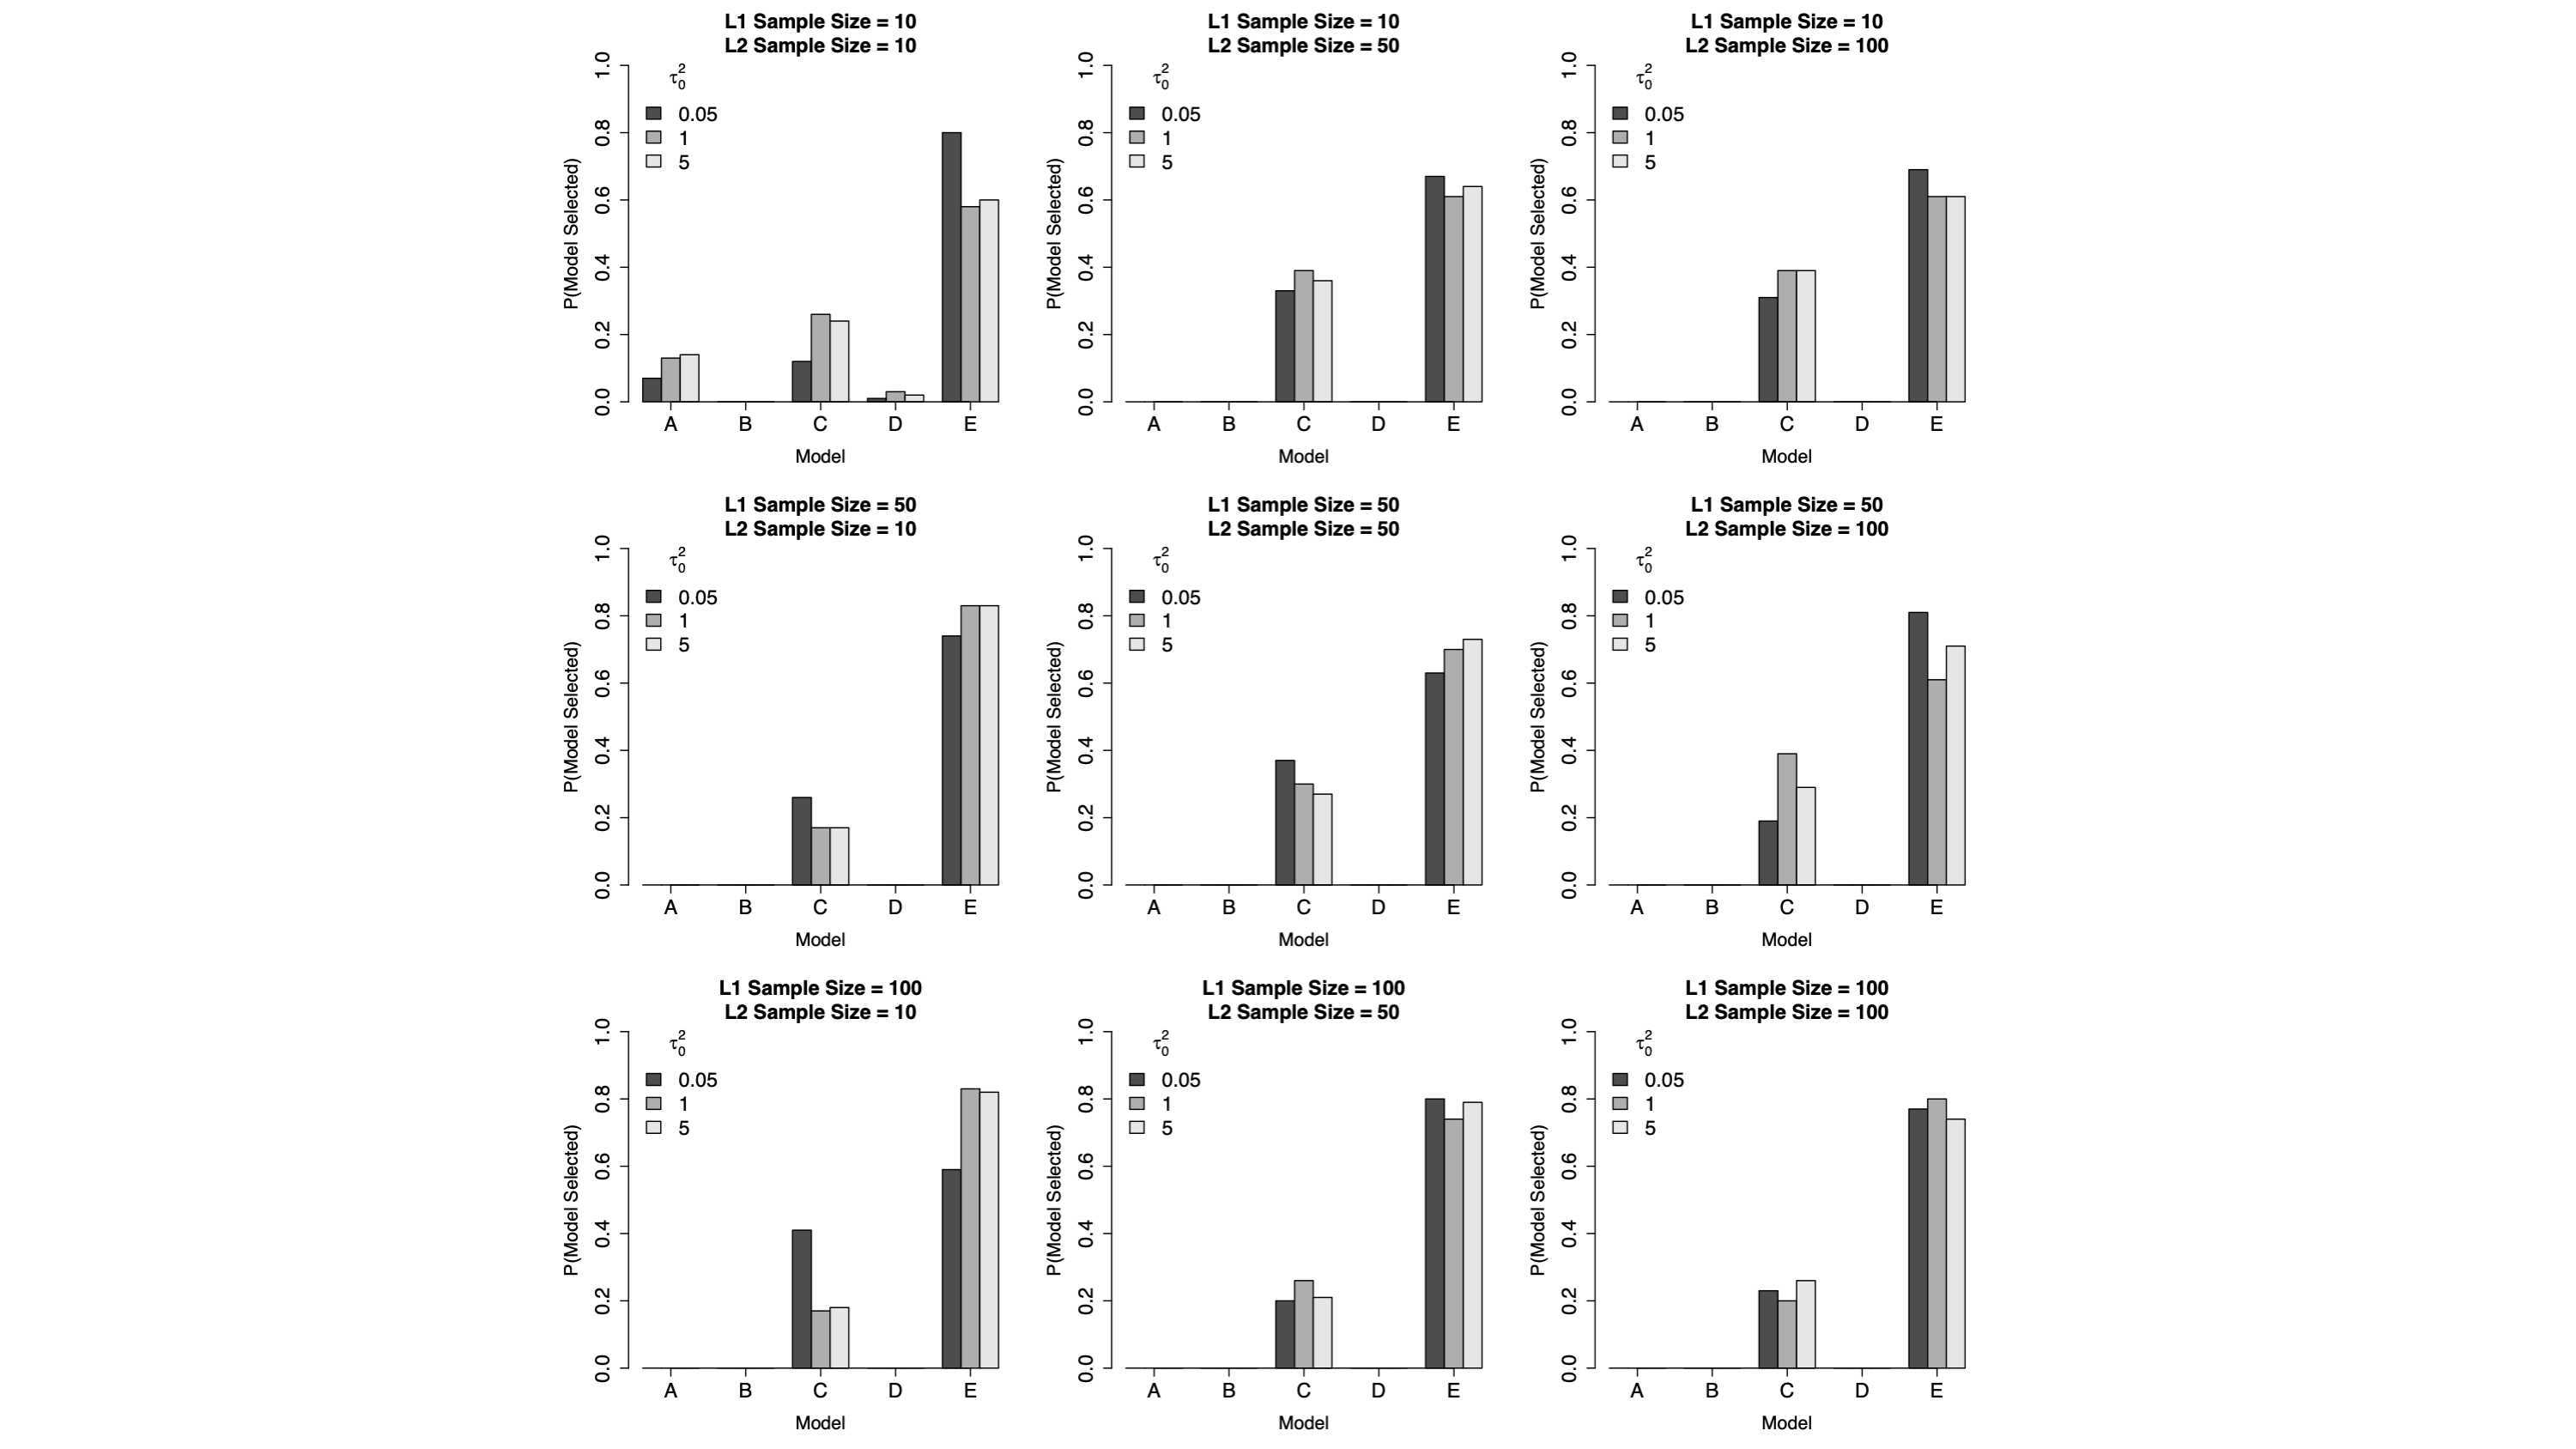 L1 Sample Size = 10
L2 Sample Size = 10
τ₀²
0.05
1
5
P(Model Selected)
0.0 0.2 0.4 0.6 0.8 1.0
A B C D E
Model
L1 Sample Size = 10
L2 Sample Size = 50
τ₀²
0.05
1
5
P(Model Selected)
0.0 0.2 0.4 0.6 0.8 1.0
A B C D E
Model
L1 Sample Size = 10
L2 Sample Size = 100
τ₀²
0.05
1
5
P(Model Selected)
0.0 0.2 0.4 0.6 0.8 1.0
A B C D E
Model
L1 Sample Size = 50
L2 Sample Size = 10
τ₀²
0.05
1
5
P(Model Selected)
0.0 0.2 0.4 0.6 0.8 1.0
A B C D E
Model
L1 Sample Size = 50
L2 Sample Size = 50
τ₀²
0.05
1
5
P(Model Selected)
0.0 0.2 0.4 0.6 0.8 1.0
A B C D E
Model
L1 Sample Size = 50
L2 Sample Size = 100
τ₀²
0.05
1
5
P(Model Selected)
0.0 0.2 0.4 0.6 0.8 1.0
A B C D E
Model
L1 Sample Size = 100
L2 Sample Size = 10
τ₀²
0.05
1
5
P(Model Selected)
0.0 0.2 0.4 0.6 0.8 1.0
A B C D E
Model
L1 Sample Size = 100
L2 Sample Size = 50
τ₀²
0.05
1
5
P(Model Selected)
0.0 0.2 0.4 0.6 0.8 1.0
A B C D E
Model
L1 Sample Size = 100
L2 Sample Size = 100
τ₀²
0.05
1
5
P(Model Selected)
0.0 0.2 0.4 0.6 0.8 1.0
A B C D E
Model